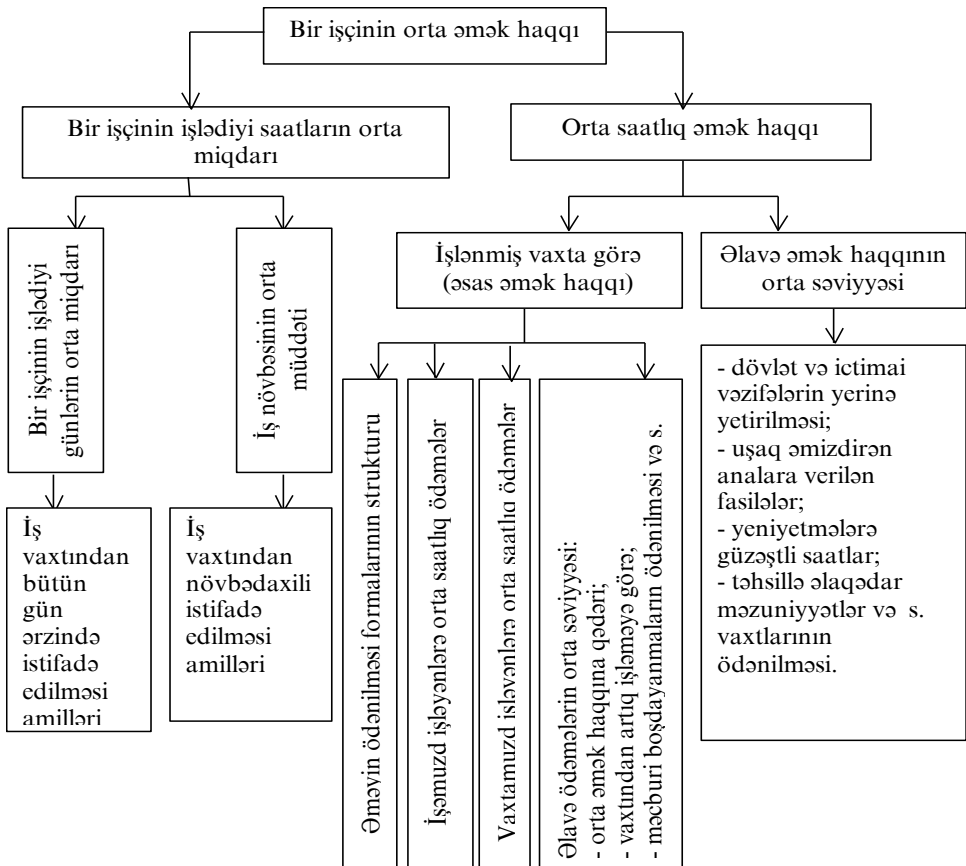 Bir işçinin orta əmək haqqı
Bir işçinin işlədiyi saatların orta
miqdarı
Orta saatlıq əmək haqqı
Bir işçinin işlədiyi
günlərin orta miqdarı
İş növbəsinin orta
müddəti
İşlənmiş vaxta görə
(əsas əmək haqqı)
Əlavə əmək haqqının
orta səviyyəsi
İş
vaxtından
bütün
gün
ərzində
istifadə
edilməsi
amilləri
İş
vaxtından
növbədaxili
istifadə
edilməsi
amilləri
Əməyin ödənilməsi formalarının strukturu
İşəmuzd işləyənlərə orta saatlıq ödəmələr
Vaxtamuzd isləvənlərə orta saatlıq ödəmələr
Əlavə ödəmələrin orta səviyyəsi:
- orta əmək haqqına qədəri;
- vaxtından artıq işləməyə görə;
- məcburi boşdayanmaların ödənilməsi və s.
- dövlət və ictimai
vəzifələrin yerinə
yetirilməsi;
- uşaq əmizdirən
analara verilən
fasilələr;
- yeniyetmələrə
güzəştli saatlar;
- təhsillə əlaqədar
məzuniyyətlər və s.
vaxtlarının
ödənilməsi.